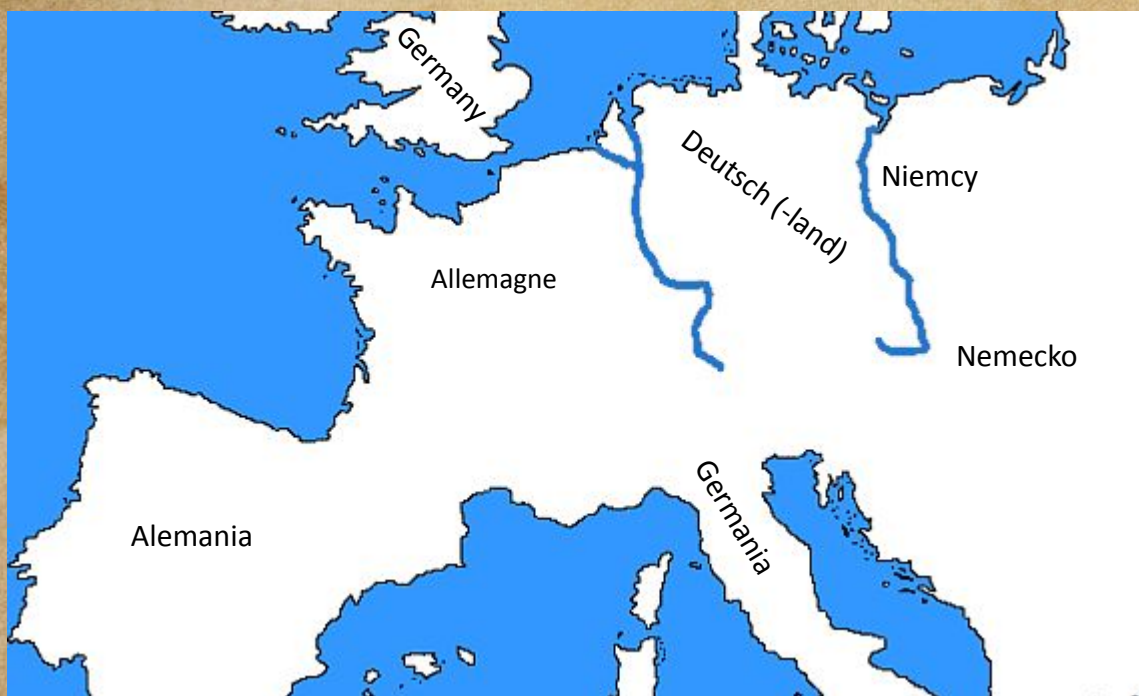 Germany
Deutsch (-land)
Niemcy
Allemagne
Nemecko
Germania
Alemania